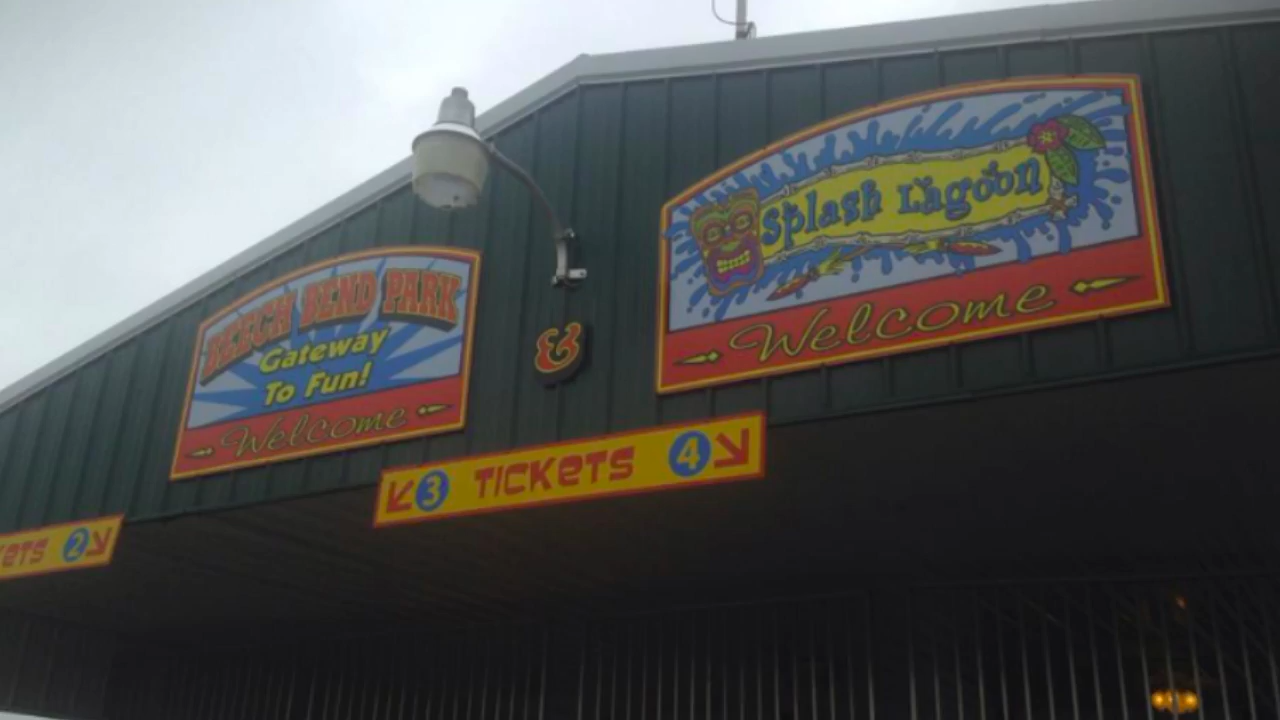 BEECH BEND PARK
Gateway
To Fun!
Welcome
&
Splash Lagoon
Welcome
3 TICKETS 4
2